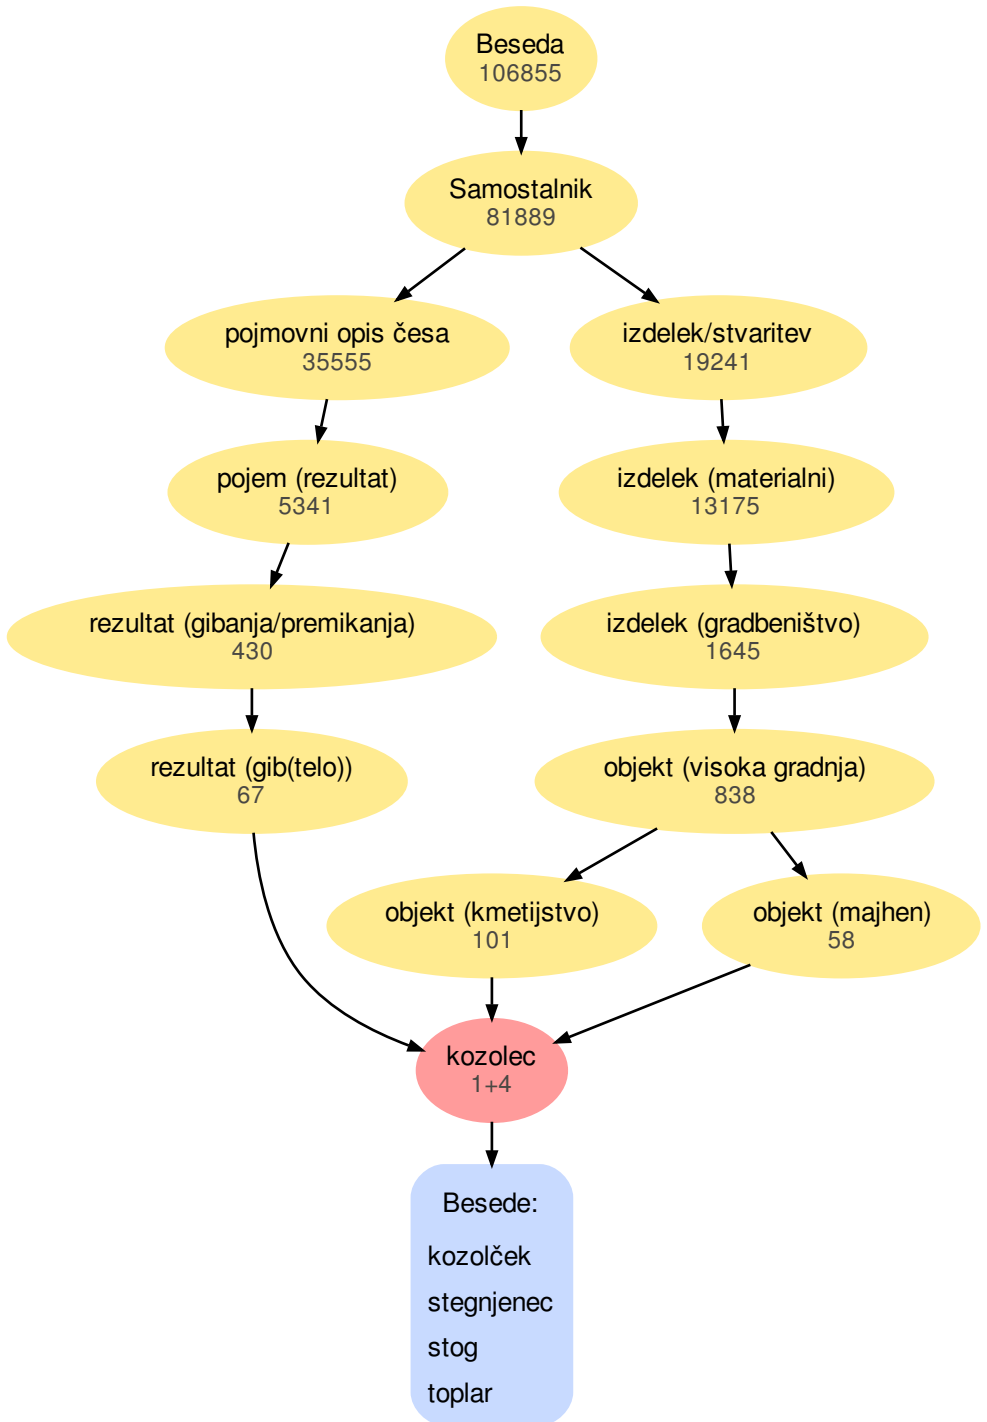 Beseda
106855
Samostalnik
81889
pojmovni opis česa
35555
izdelek/stvaritev
19241
pojem (rezultat)
5341
izdelek (materialni)
13175
rezultat (gibanja/premikanja)
430
izdelek (gradbeništvo)
1645
rezultat (gib(telo))
67
objekt (visoka gradnja)
838
objekt (kmetijstvo)
101
objekt (majhen)
58
kozolec
1+4
Besede:
kozolček
stegnjenec
stog
toplar